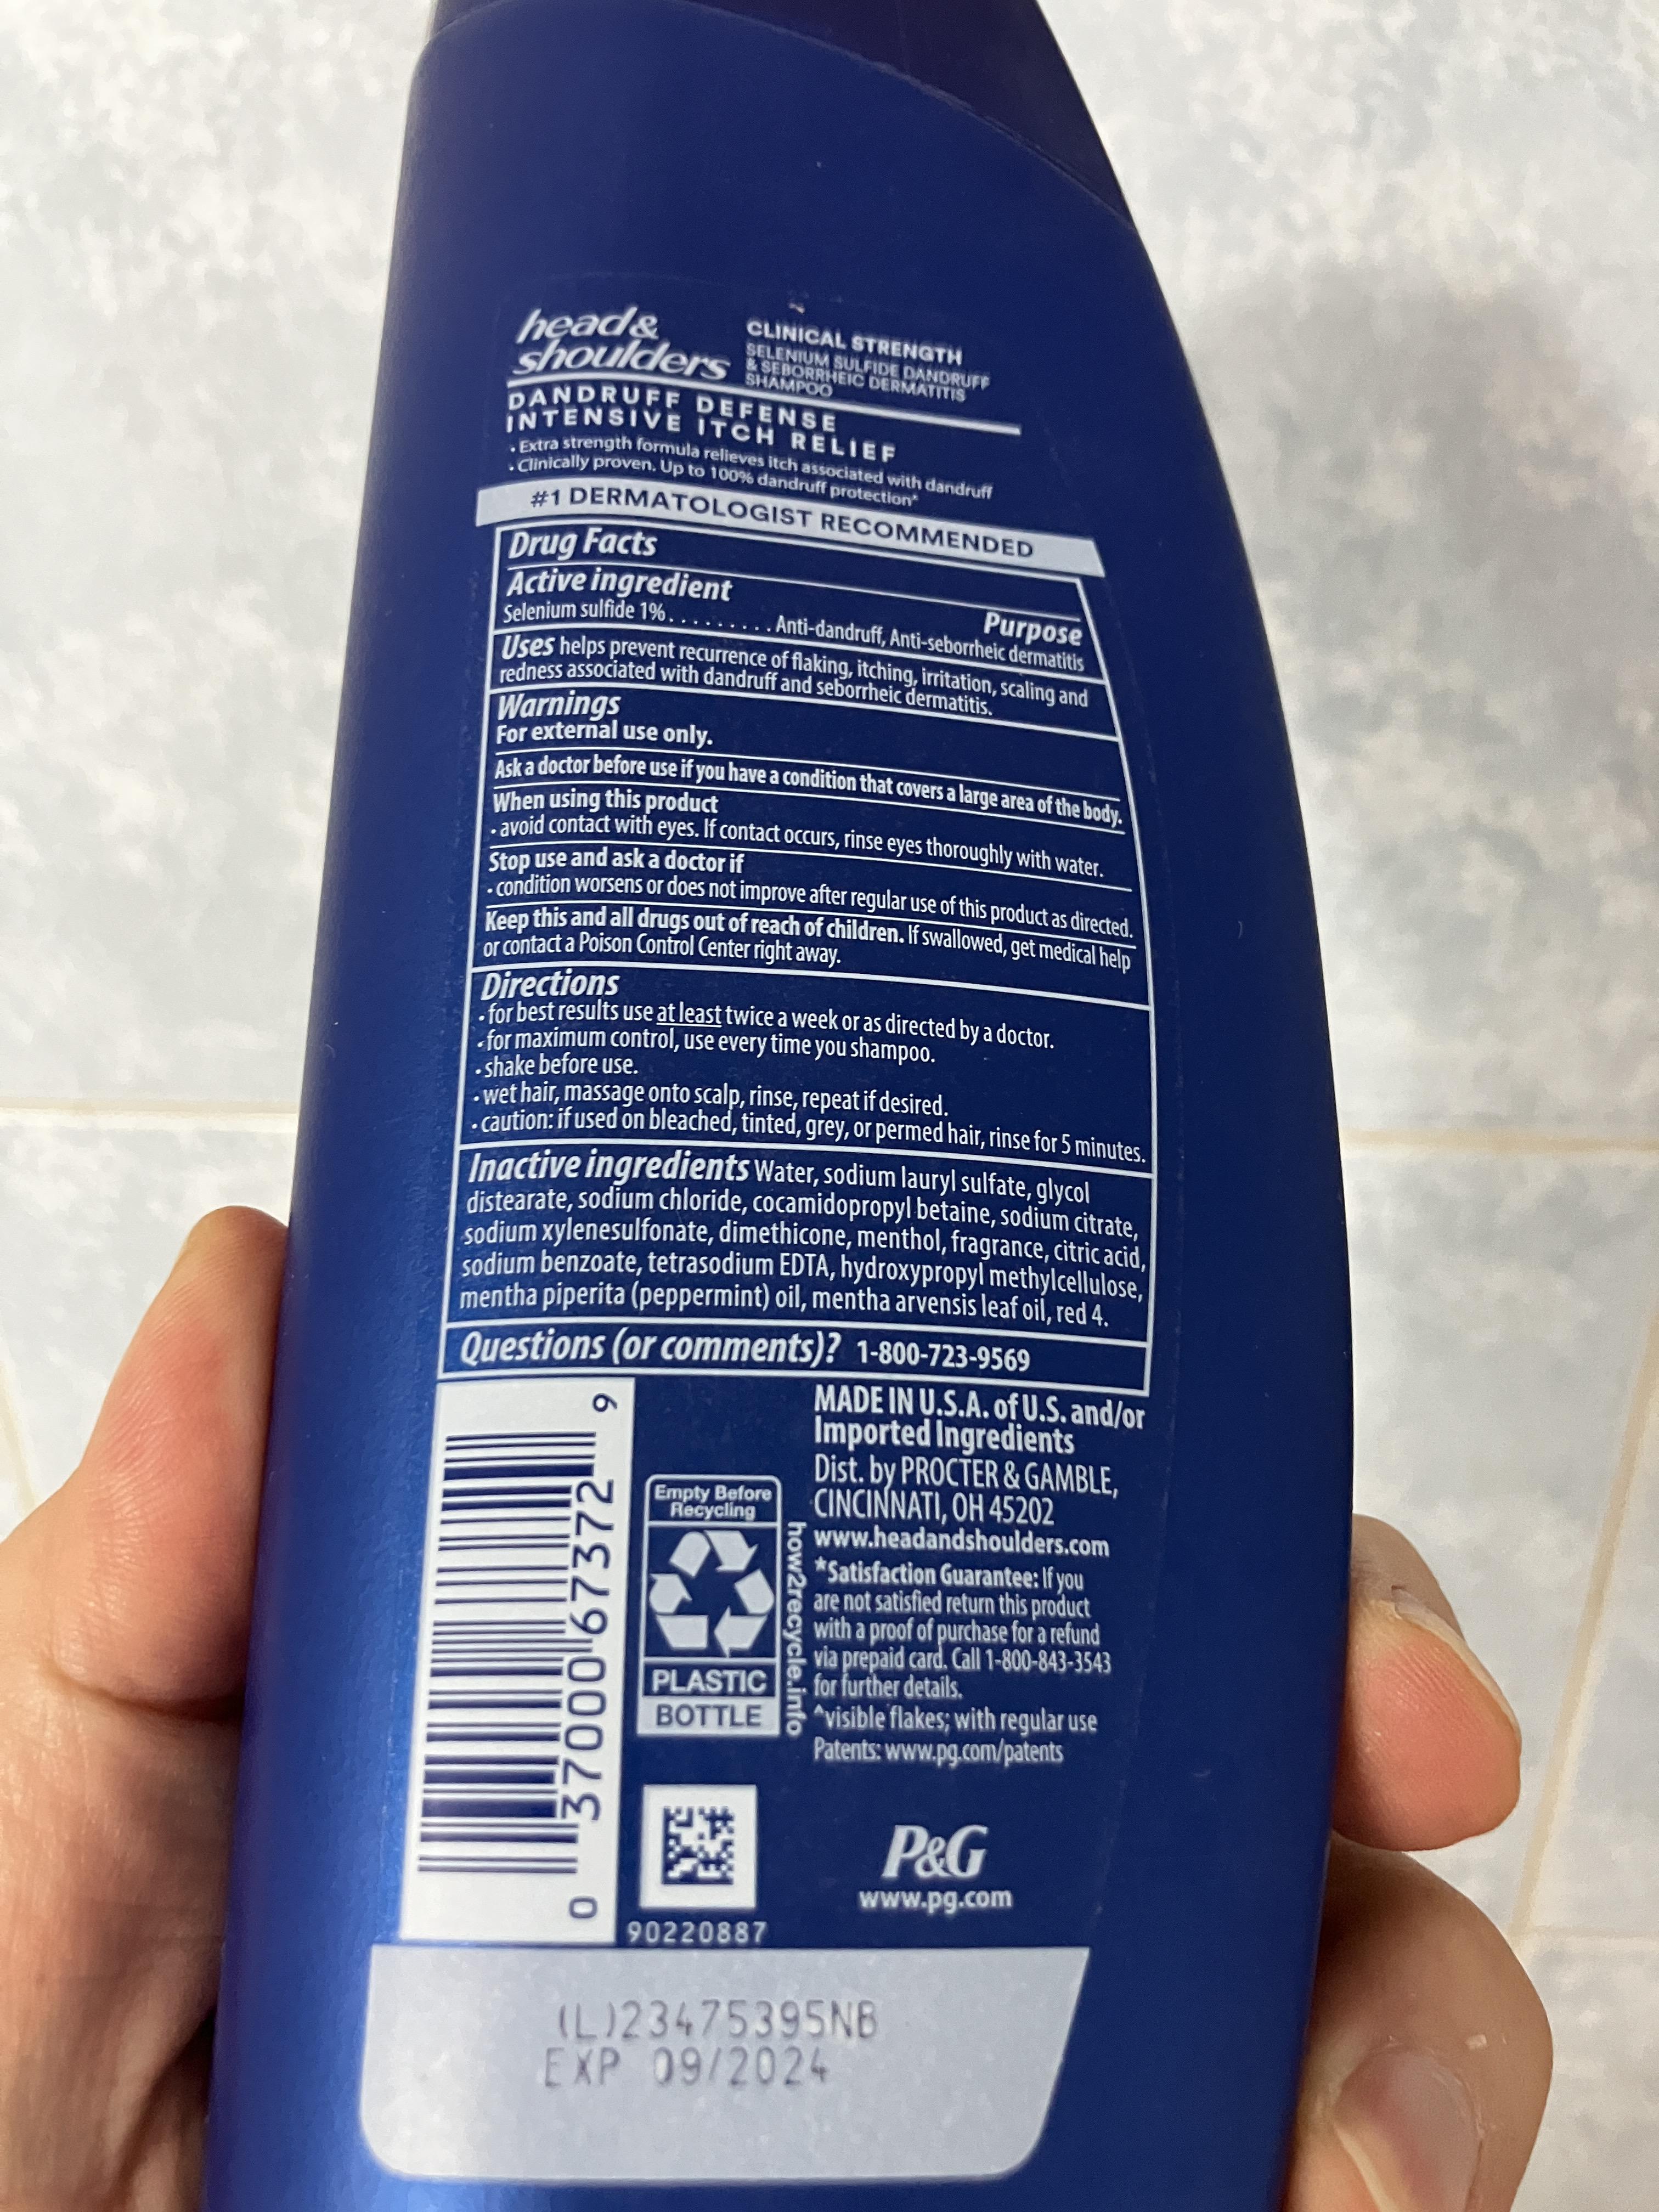 head&
shoulders
CLINICAL STRENGTH
SELENIUM SULFIDE DANDRUFF
& SEBORRHEIC DERMATITIS
SHAMPOO
DANDRUFF DEFENSE
INTENSIVE ITCH RELIEF
• Extra strength formula relieves itch associated with dandruff
• Clinically proven. Up to 100% dandruff protection^
#1 DERMATOLOGIST RECOMMENDED
Drug Facts
Active ingredient Purpose
Selenium sulfide 1%.........Anti-dandruff, Anti-seborrheic dermatitis
Uses helps prevent recurrence of flaking, itching, irritation, scaling and
redness associated with dandruff and seborrheic dermatitis.
Warnings
For external use only.
Ask a doctor before use if you have a condition that covers a large area of the body.
When using this product
• avoid contact with eyes. If contact occurs, rinse eyes thoroughly with water.
Stop use and ask a doctor if
• condition worsens or does not improve after regular use of this product as directed.
Keep this and all drugs out of reach of children. If swallowed, get medical help
or contact a Poison Control Center right away.
Directions
• for best results use at least twice a week or as directed by a doctor.
• for maximum control, use every time you shampoo.
• shake before use.
• wet hair, massage onto scalp, rinse, repeat if desired.
• caution: if used on bleached, tinted, grey, or permed hair, rinse for 5 minutes.
Inactive ingredients Water, sodium lauryl sulfate, glycol
distearate, sodium chloride, cocamidopropyl betaine, sodium citrate,
sodium xylenesulfonate, dimethicone, menthol, fragrance, citric acid,
sodium benzoate, tetrasodium EDTA, hydroxypropyl methylcellulose,
mentha piperita (peppermint) oil, mentha arvensis leaf oil, red 4.
Questions (or comments)? 1-800-723-9569
0 37000 67372 9
Empty Before
Recycling
PLASTIC
BOTTLE
how2recycle.info
90220887
MADE IN U.S.A. of U.S. and/or
Imported Ingredients
Dist. by PROCTER & GAMBLE,
CINCINNATI, OH 45202
www.headandshoulders.com
*Satisfaction Guarantee: If you
are not satisfied return this product
with a proof of purchase for a refund
via prepaid card. Call 1-800-843-3543
for further details.
^visible flakes; with regular use
Patents: www.pg.com/patents
P&G
www.pg.com
(L)23475395NB
EXP 09/2024